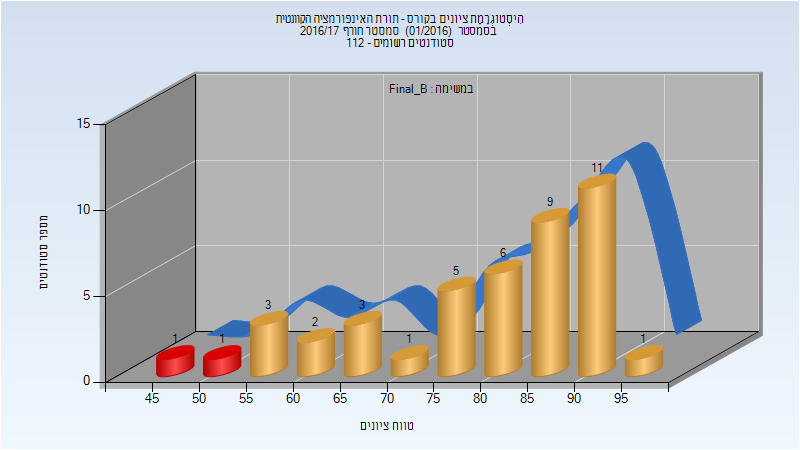 היסטוגרמת ציונים בקורס - תורת האינפורמציה הקוונטית
בסמסטר (01/2016) סמסטר חורף 2016/17
סטודנטים רשומים - 112
במשימה : Final_B
מספר סטודנטים
15
10
5
0
1
1
3
2
3
1
5
6
9
11
1
45 50 55 60 65 70 75 80 85 90 95
טווח ציונים